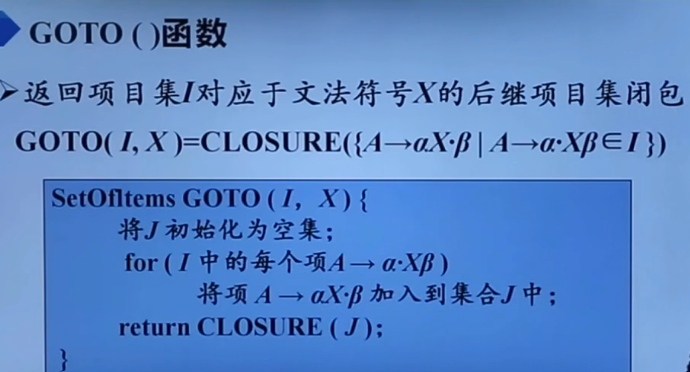 GOTO ( )函数
返回项目集I对应于文法符号X的后继项目集闭包
GOTO( I, X )=CLOSURE({A→αX·β | A→α·Xβ∈I })
SetOfItems GOTO ( I，X ) {
将J 初始化为空集；
for ( I 中的每个项A → α·Xβ )
将项 A → αX·β 加入到集合J 中；
return CLOSURE ( J )；
}